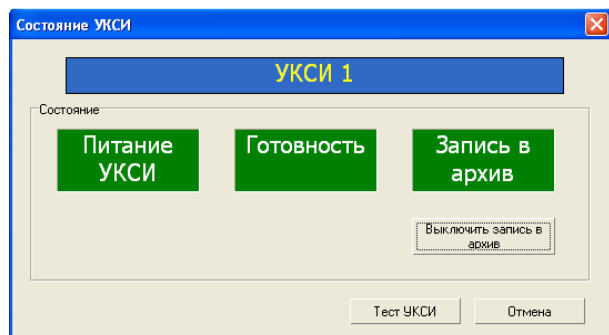 Состояние УКСИ
УКСИ 1
Состояние
Питание
УКСИ
Готовность
Запись в
архив
Выключить запись в
архив
Тест УКСИ
Отмена